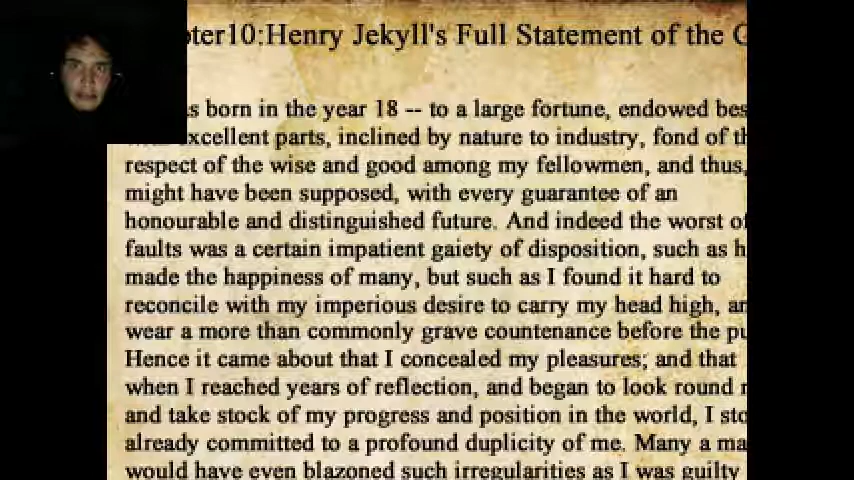 ter10:Henry Jekyll's Full Statement of the
s born in the year 18 -- to a large fortune, endowed
excellent parts, inclined by nature to industry, fond of
respect of the wise and good among my fellowmen, and thus,
might have been supposed, with every guarantee of an
honourable and distinguished future. And indeed the worst of
faults was a certain impatient gaiety of disposition, such as
made the happiness of many, but such as I found it hard to
reconcile with my imperious desire to carry my head high,
wear a more than commonly grave countenance before the
Hence it came about that I concealed my pleasures; and that
when I reached years of reflection, and began to look round
and take stock of my progress and position in the world, I
already committed to a profound duplicity of me. Many a
would have even blazoned such irregularities as I was guilty